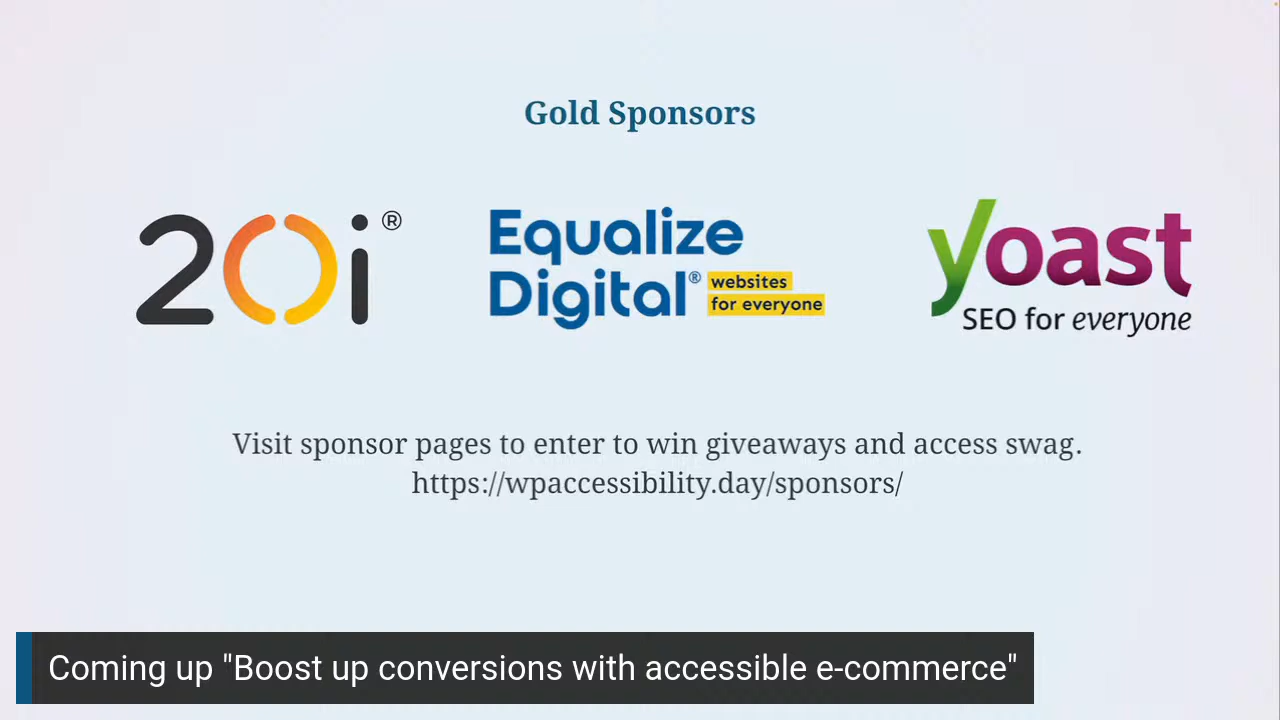 Gold Sponsors
20i®
Equalize
Digital® websites
for everyone
yoast
SEO for everyone
Visit sponsor pages to enter to win giveaways and access swag.
https://wpaccessibility.day/sponsors/
Coming up "Boost up conversions with accessible e-commerce"